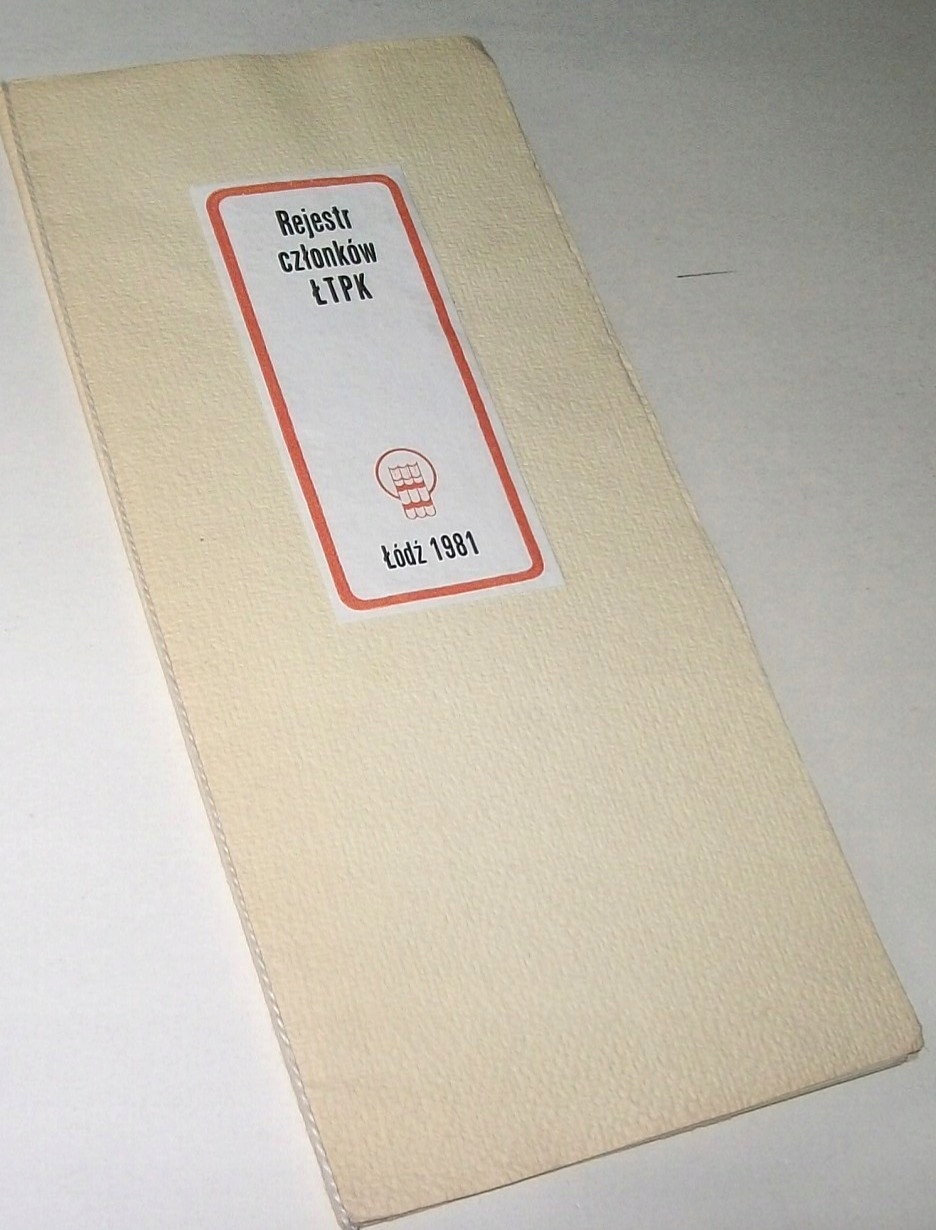 Rejestr
członków
ŁTPK
Łódź 1981